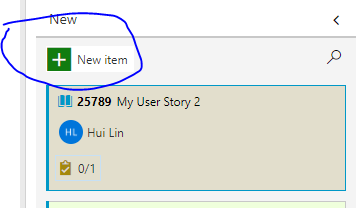 New
New item
25789 My User Story 2
HL Hui Lin
0/1